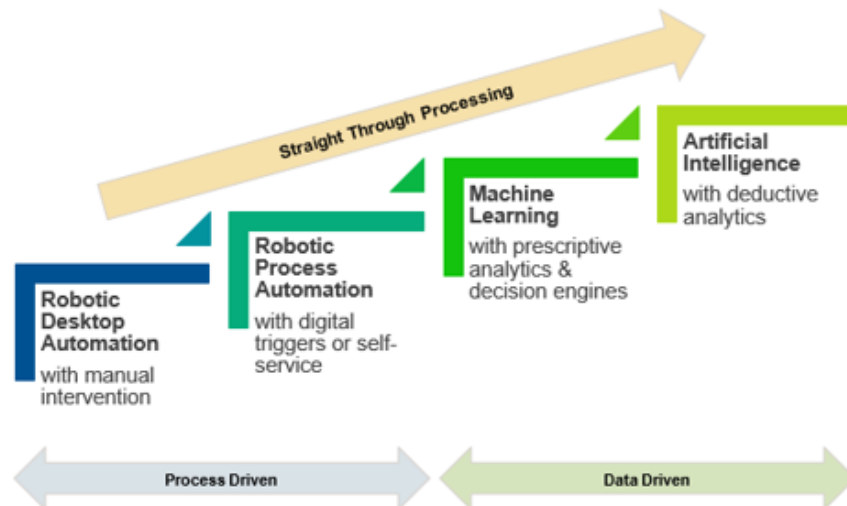 Straight Through Processing
Robotic
Desktop
Automation
with manual
intervention
Robotic
Process
Automation
with digital
triggers or self-
service
Machine
Learning
with prescriptive
analytics &
decision engines
Artificial
Intelligence
with deductive
analytics
Process Driven
Data Driven